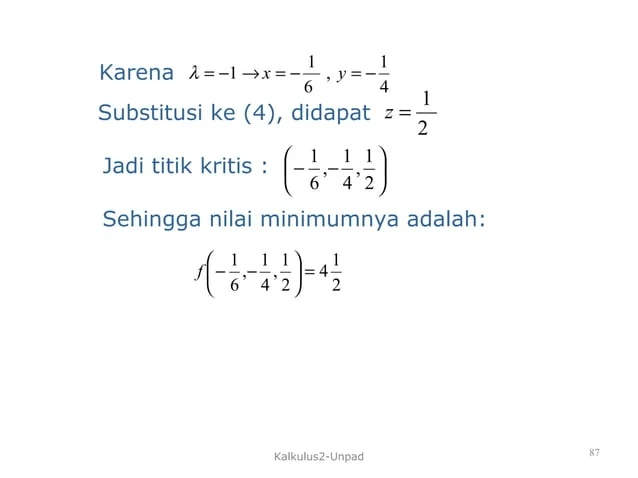 Karena λ = −1 → x = −1/6 , y = −1/4
Substitusi ke (4), didapat z = 1/2
Jadi titik kritis : (−1/6, −1/4, 1/2)
Sehingga nilai minimumnya adalah:
f(−1/6, −1/4, 1/2) = 4 1/2
Kalkulus2-Unpad
87